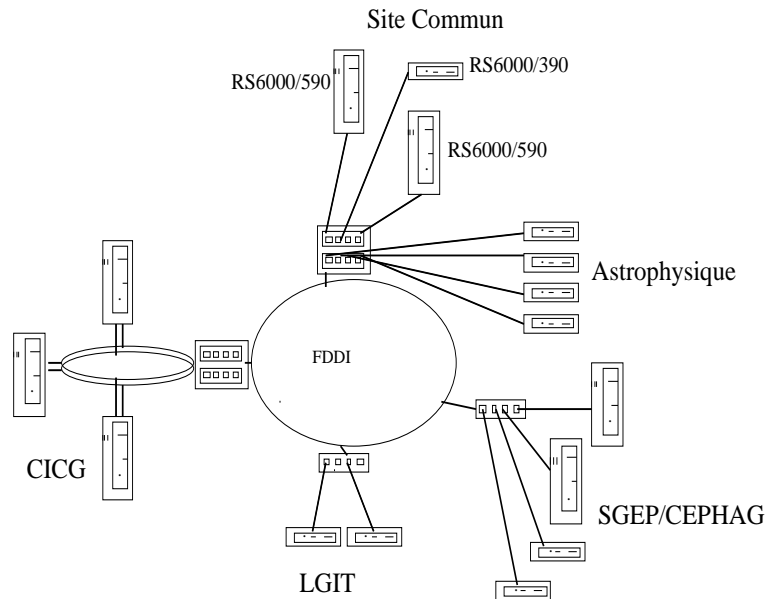 Site Commun
RS6000/590
RS6000/390
RS6000/590
Astrophysique
FDDI
CICG
SGEP/CEPHAG
LGIT